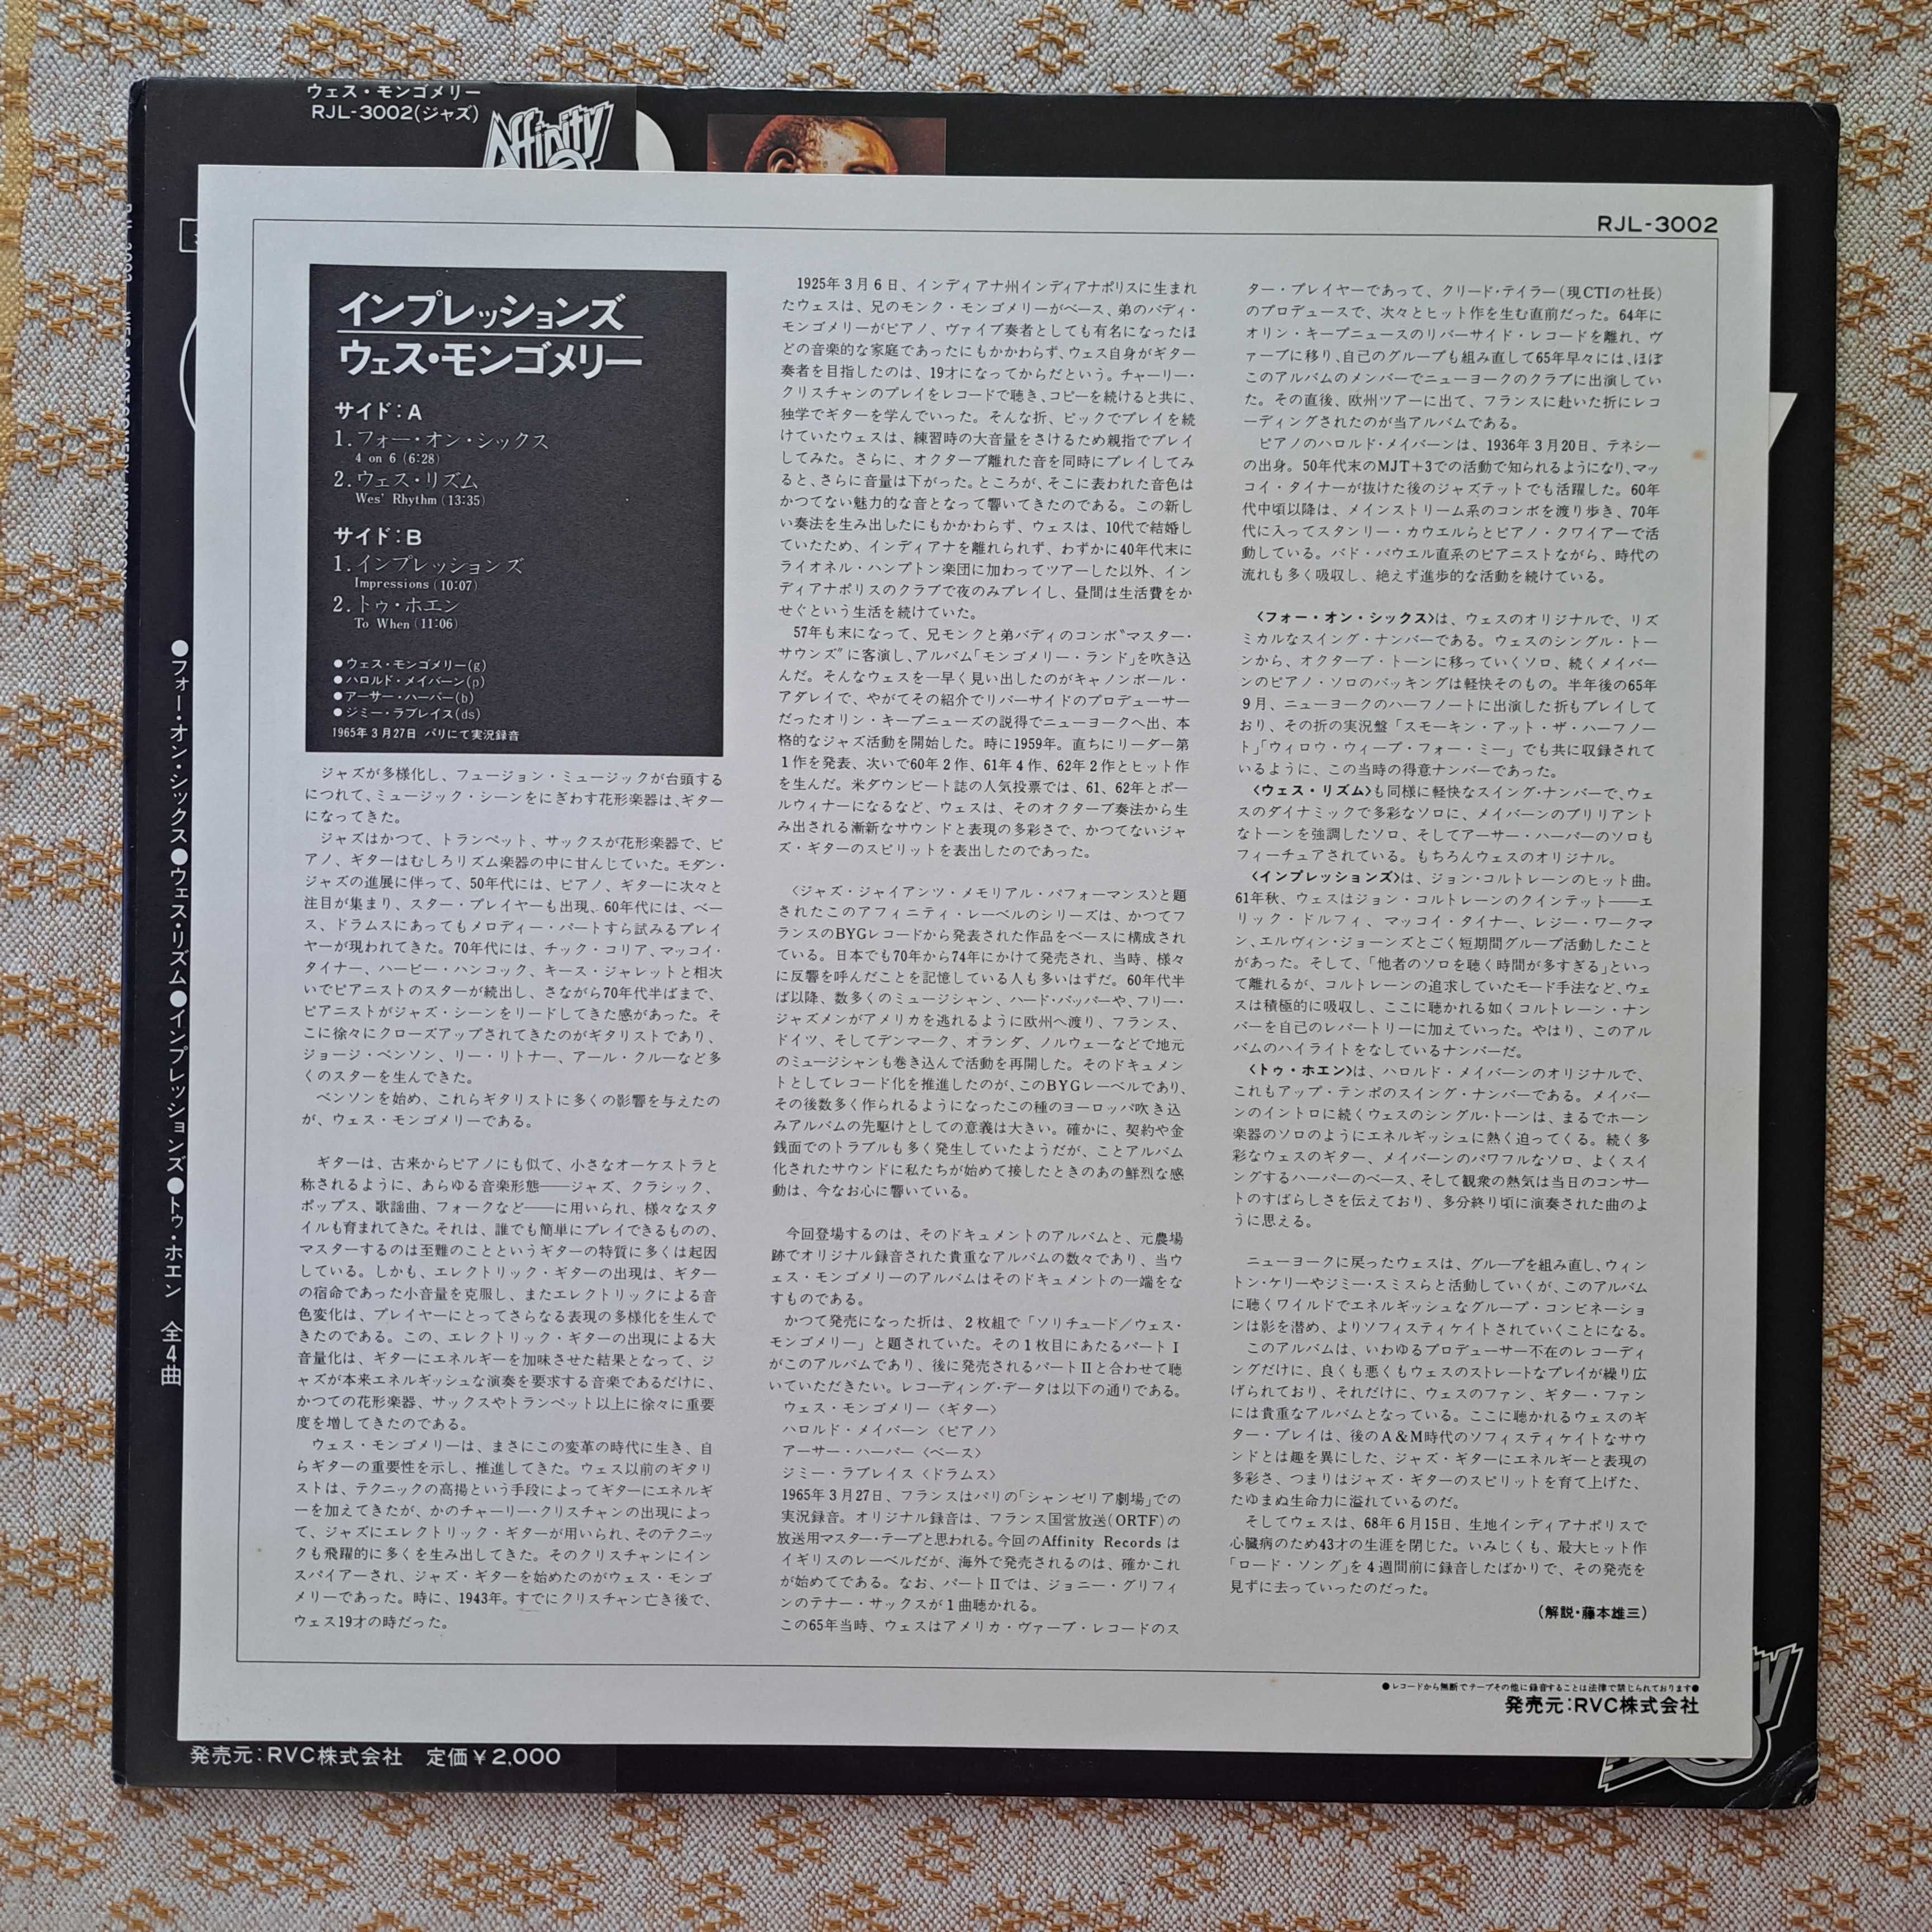 ウェス・モンゴメリー
RJL-3002(ジャズ)
Affinity
RJL-3002
インプレッションズ
ウェス・モンゴメリー
サイド:A
1.フォー・オン・シックス
4 on 6 (6:28)
2.ウェス・リズム
Wes' Rhythm (13:35)
サイド:B
1.インプレッションズ
Impressions (10:07)
2.トゥ・ホエン
To When (11:06)
●ウェス・モンゴメリー(g)
●ハロルド・メイバーン(p)
●アーサー・ハーパー(b)
●ジミー・ラブレイス(ds)
1965年3月27日 パリにて実況録音
ジャズが多様化し、フュージョン・ミュージックが台頭する
につれて、ミュージック・シーンをにぎわす花形楽器は、ギター
になってきた。
ジャズはかつて、トランペット、サックスが花形楽器で、ピ
アノ、ギターはむしろリズム楽器の中に甘んじていた。モダン・
ジャズの進展に伴って、50年代には、ピアノ、ギターに次々と
注目が集まり、スター・プレイヤーも出現、60年代には、ベー
ス、ドラムスにあってもメロディー・パートすら試みるプレイ
ヤーが現われてきた。70年代には、チック・コリア、マッコイ・
タイナー、ハービー・ハンコック、キース・ジャレットと相次
いでピアニストのスターが続出し、さながら70年代半ばまで、
ピアニストがジャズ・シーンをリードしてきた感があった。そ
こに徐々にクローズアップされてきたのがギタリストであり、
ジョージ・ベンソン、リー・リトナー、アール・クルーなど多
くのスターを生んできた。
ベンソンを始め、これらギタリストに多くの影響を与えたの
が、ウェス・モンゴメリーである。
ギターは、古来からピアノにも似て、小さなオーケストラと
称されるように、あらゆる音楽形態──ジャズ、クラシック、
ポップス、歌謡曲、フォークなど──に用いられ、様々なスタ
イルも育まれてきた。それは、誰でも簡単にプレイできるものの、
マスターするのは至難のことというギターの特質に多くは起因
している。しかも、エレクトリック・ギターの出現は、ギター
の宿命であった小音量を克服し、またエレクトリックによる音
色変化は、プレイヤーにとってさらなる表現の多様化を生んで
きたのである。この、エレクトリック・ギターの出現による大
音量化は、ギターにエネルギーを加味させた結果となって、ジ
ャズが本来エネルギッシュな演奏を要求する音楽であるだけに、
かつての花形楽器、サックスやトランペット以上に徐々に重要
度を増してきたのである。
ウェス・モンゴメリーは、まさにこの変革の時代に生き、自
らギターの重要性を示し、推進してきた。ウェス以前のギタリ
ストは、テクニックの高揚という手段によってギターにエネルギ
ーを加えてきたが、かのチャーリー・クリスチャンの出現によっ
て、ジャズにエレクトリック・ギターが用いられ、そのテクニッ
クも飛躍的に多くを生み出してきた。そのクリスチャンにイン
スパイアーされ、ジャズ・ギターを始めたのがウェス・モンゴ
メリーであった。時に、1943年。すでにクリスチャン亡き後で、
ウェス19才の時だった。
1925年3月6日、インディアナ州インディアナポリスに生まれ
たウェスは、兄のモンク・モンゴメリーがベース、弟のバディ・
モンゴメリーがピアノ、ヴァイブ奏者としても有名になったほ
どの音楽的な家庭であったにもかかわらず、ウェス自身がギター
奏者を目指したのは、19才になってからだという。チャーリー・
クリスチャンのプレイをレコードで聴き、コピーを続けると共に、
独学でギターを学んでいった。そんな折、ピックでプレイを続
けていたウェスは、練習時の大音量をさけるため親指でプレイ
してみた。さらに、オクターブ離れた音を同時にプレイしてみ
ると、さらに音量は下がった。ところが、そこに表われた音色は
かつてない魅力的な音となって響いてきたのである。この新し
い奏法を生み出したにもかかわらず、ウェスは、10代で結婚し
ていたため、インディアナを離れられず、わずかに40年代末に
ライオネル・ハンプトン楽団に加わってツアーした以外、イン
ディアナポリスのクラブで夜のみプレイし、昼間は生活費をか
せぐという生活を続けていた。
57年も末になって、兄モンクと弟バディのコンボ“マスター・
サウンズ”に客演し、アルバム「モンゴメリー・ランド」を吹き込
んだ。そんなウェスを一早く見い出したのがキャノンボール・
アダレイで、やがてその紹介でリバーサイドのプロデューサー
だったオリン・キープニューズの説得でニューヨークへ出、本
格的なジャズ活動を開始した。時に1959年。直ちにリーダー第
1作を発表、次いで60年2作、61年4作、62年2作とヒット作
を生んだ。米ダウンビート誌の人気投票では、61、62年とポー
ルウィナーになるなど、ウェスは、そのオクターブ奏法から生
み出される漸新なサウンドと表現の多彩さで、かつてないジャ
ズ・ギターのスピリットを表出したのであった。
〈ジャズ・ジャイアンツ・メモリアル・パフォーマンス〉と題
されたこのアフィニティ・レーベルのシリーズは、かつてフ
ランスのBYGレコードから発表された作品をベースに構成され
ている。日本でも70年から74年にかけて発売され、当時、様々
に反響を呼んだことを記憶している人も多いはずだ。60年代半
ば以降、数多くのミュージシャン、ハード・バッパーや、フリー・
ジャズメンがアメリカを逃れるように欧州へ渡り、フランス、
ドイツ、そしてデンマーク、オランダ、ノルウェーなどで地元
のミュージシャンも巻き込んで活動を再開した。そのドキュメン
トとしてレコード化を推進したのが、このBYGレーベルであり、
その後数多く作られるようになったこの種のヨーロッパ吹き込
みアルバムの先駆けとしての意義は大きい。確かに、契約や金
銭面でのトラブルも多く発生していたようだが、ことアルバム
化されたサウンドに私たちが始めて接したときのあの鮮烈な感
動は、今なお心に響いている。
今回登場するのは、そのドキュメントのアルバムと、元農場
跡でオリジナル録音された貴重なアルバムの数々であり、当ウ
ェス・モンゴメリーのアルバムはそのドキュメントの一端をな
すものである。
かつて発売になった折は、2枚組で「ソリチュード/ウェス・
モンゴメリー」と題されていた。その1枚目にあたるパートI
がこのアルバムであり、後に発売されるパートIIと合わせて聴
いていただきたい。レコーディング・データは以下の通りである。
ウェス・モンゴメリー〈ギター〉
ハロルド・メイバーン〈ピアノ〉
アーサー・ハーパー〈ベース〉
ジミー・ラブレイス〈ドラムス〉
1965年3月27日、フランスはパリの「シャンゼリア劇場」での
実況録音。オリジナル録音は、フランス国営放送(ORTF)の
放送用マスター・テープと思われる。今回のAffinity Recordsは
イギリスのレーベルだが、海外で発売されるのは、確かこれ
が始めてである。なお、パートIIでは、ジョニー・グリフィ
ンのテナー・サックスが1曲聴かれる。
この65年当時、ウェスはアメリカ・ヴァーブ・レコードのス
ター・プレイヤーであって、クリード・テイラー(現CTIの社長)
のプロデュースで、次々とヒット作を生む直前だった。64年に
オリン・キープニュースのリバーサイド・レコードを離れ、ヴ
ァーブに移り、自己のグループも組み直して65年早々には、ほぼ
このアルバムのメンバーでニューヨークのクラブに出演してい
た。その直後、欧州ツアーに出て、フランスに赴いた折にレコ
ーディングされたのが当アルバムである。
ピアノのハロルド・メイバーンは、1936年3月20日、テネシー
の出身。50年代末のMJT+3での活動で知られるようになり、マッ
コイ・タイナーが抜けた後のジャズテットでも活躍した。60年
代中頃以降は、メインストリーム系のコンボを渡り歩き、70年
代に入ってスタンリー・カウエルらとピアノ・クワイアーで活
動している。バド・パウエル直系のピアニストながら、時代の
流れも多く吸収し、絶えず進歩的な活動を続けている。
〈フォー・オン・シックス〉は、ウェスのオリジナルで、リズ
ミカルなスイング・ナンバーである。ウェスのシングル・トー
ンから、オクターブ・トーンに移っていくソロ、続くメイバー
ンのピアノ・ソロのバッキングは軽快そのもの。半年後の65年
9月、ニューヨークのハーフノートに出演した折もプレイして
おり、その折の実況盤「スモーキン・アット・ザ・ハーフノー
ト」「ウィロウ・ウィープ・フォー・ミー」でも共に収録されて
いるように、この当時の得意ナンバーであった。
〈ウェス・リズム〉も同様に軽快なスイング・ナンバーで、ウェ
スのダイナミックで多彩なソロに、メイバーンのブリリアント
なトーンを強調したソロ、そしてアーサー・ハーパーのソロも
フィーチュアされている。もちろんウェスのオリジナル。
〈インプレッションズ〉は、ジョン・コルトレーンのヒット曲。
61年秋、ウェスはジョン・コルトレーンのクインテット──エ
リック・ドルフィ、マッコイ・タイナー、レジー・ワークマ
ン、エルヴィン・ジョーンズとごく短期間グループ活動したこと
があった。そして、「他者のソロを聴く時間が多すぎる」といっ
て離れるが、コルトレーンの追求していたモード手法など、ウェ
スは積極的に吸収し、ここに聴かれる如くコルトレーン・ナン
バーを自己のレパートリーに加えていった。やはり、このアル
バムのハイライトをなしているナンバーだ。
〈トゥ・ホエン〉は、ハロルド・メイバーンのオリジナルで、
これもアップ・テンポのスイング・ナンバーである。メイバー
ンのイントロに続くウェスのシングル・トーンは、まるでホーン
楽器のソロのようにエネルギッシュに熱く迫ってくる。続く多
彩なウェスのギター、メイバーンのパワフルなソロ、よくスイ
ングするハーパーのベース、そして観衆の熱気は当日のコンサー
トのすばらしさを伝えており、多分終り頃に演奏された曲のよ
うに思える。
ニューヨークに戻ったウェスは、グループを組み直し、ウィン
トン・ケリーやジミー・スミスらと活動していくが、このアルバム
に聴くワイルドでエネルギッシュなグループ・コンビネーショ
ンは影を潜め、よりソフィスティケイトされていくことになる。
このアルバムは、いわゆるプロデューサー不在のレコーディ
ングだけに、良くも悪くもウェスのストレートなプレイが繰り広
げられており、それだけに、ウェスのファン、ギター・ファン
には貴重なアルバムとなっている。ここに聴かれるウェスのギ
ター・プレイは、後のA&M時代のソフィスティケイトなサウ
ンドとは趣を異にした、ジャズ・ギターにエネルギーと表現の
多彩さ、つまりはジャズ・ギターのスピリットを育て上げた、
たゆまぬ生命力に溢れているのだ。
そしてウェスは、68年6月15日、生地インディアナポリスで
心臓病のため43才の生涯を閉じた。いみじくも、最大ヒット作
「ロード・ソング」を4週間前に録音したばかりで、その発売を
見ずに去っていったのだった。
(解説・藤本雄三)
●レコードから無断でテープその他に録音することは法律で禁じられております●
発売元:RVC株式会社
●フォー・オン・シックス●ウェス・リズム●インプレッションズ●トゥ・ホエン 全4曲
発売元:RVC株式会社 定価¥2,000